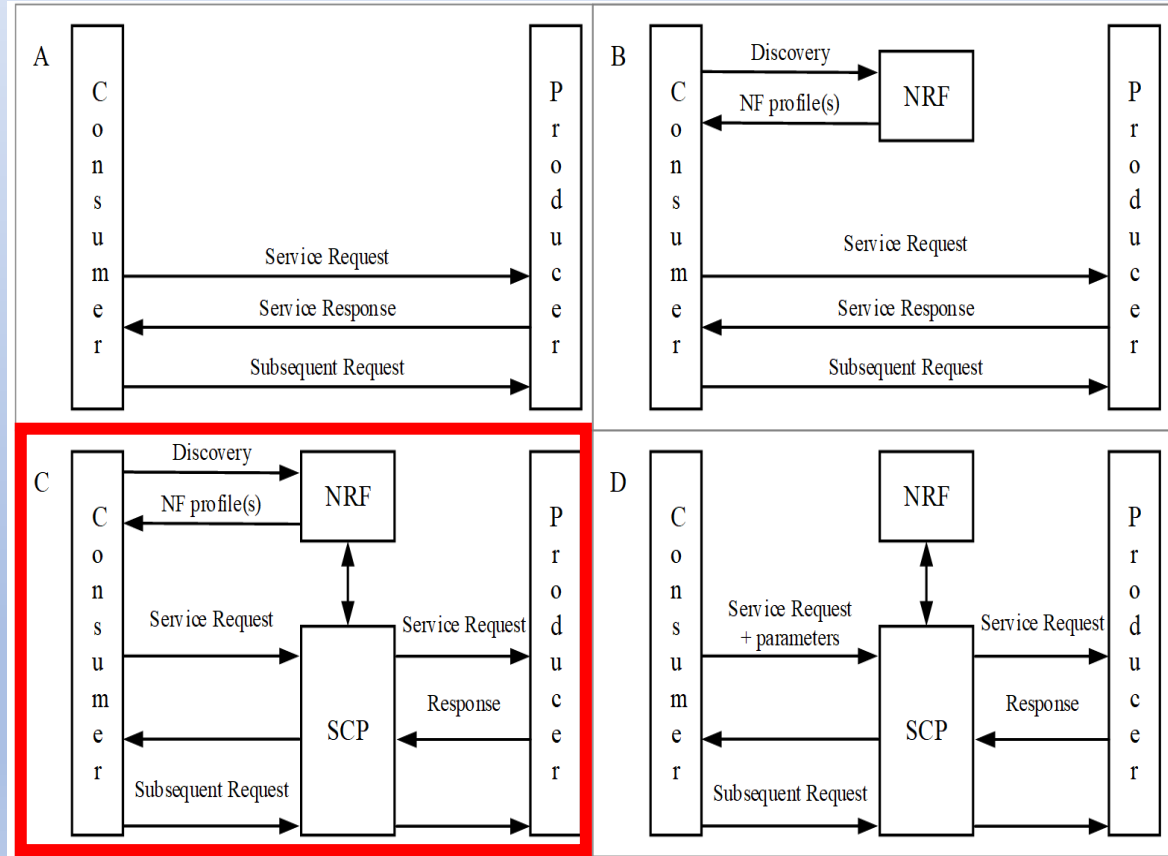 A
Consumer
Producer
Service Request
Service Response
Subsequent Request
B
Consumer
Discovery
NF profile(s)
NRF
Producer
Service Request
Service Response
Subsequent Request
C
Consumer
Discovery
NF profile(s)
NRF
Producer
Service Request
Service Request
Response
SCP
Subsequent Request
D
Consumer
NRF
Producer
Service Request
+ parameters
Service Request
Response
SCP
Subsequent Request